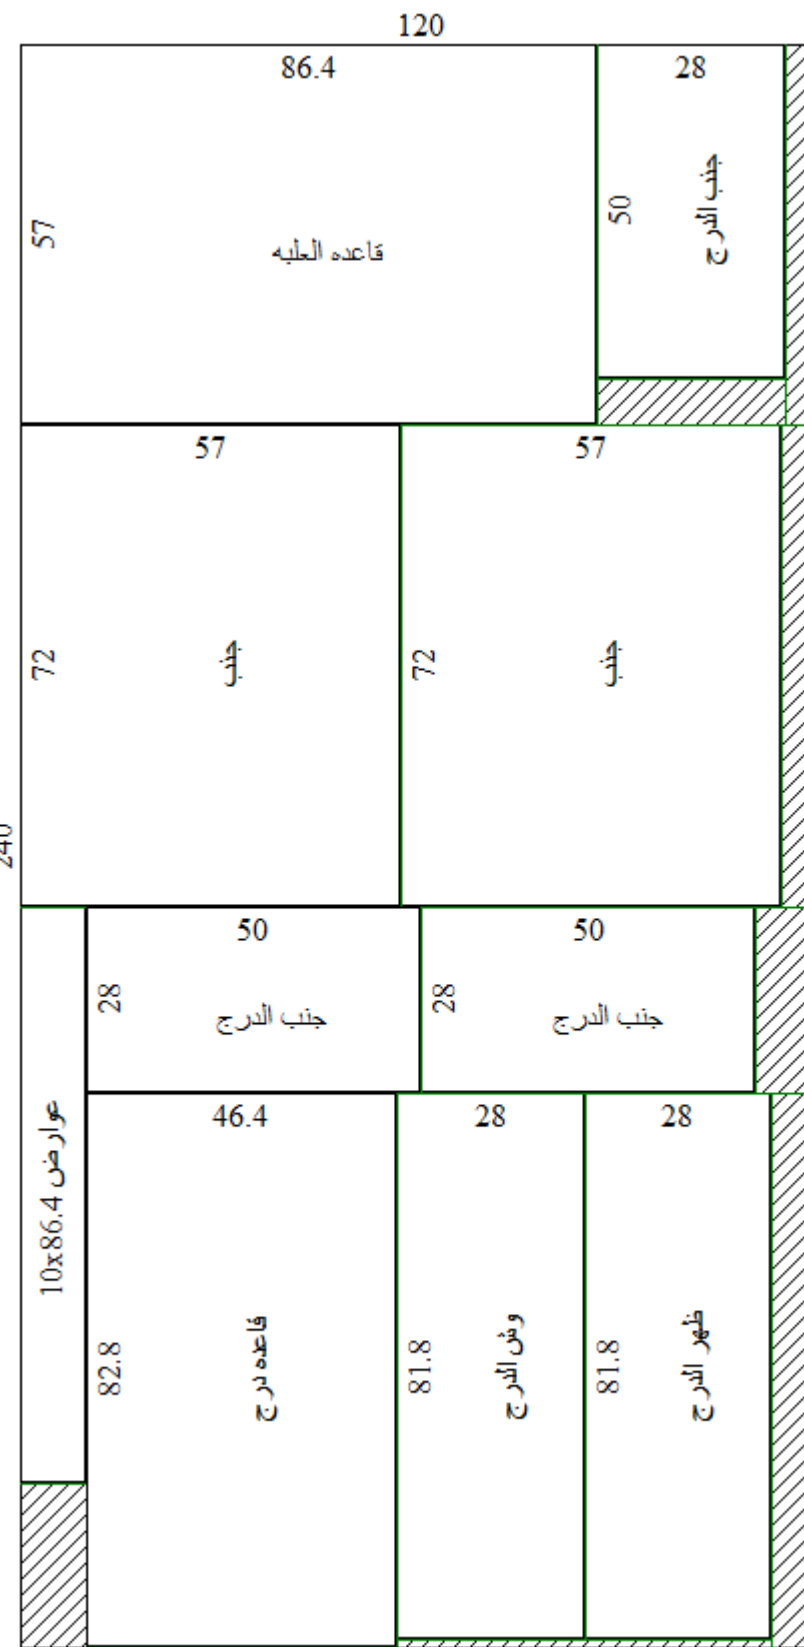 120
86.4
28
57
قاعده العلبه
50
جنب الدرج
57
57
72
جنب
72
جنب
240
50
50
28
جنب الدرج
28
جنب الدرج
46.4
28
28
عوارض 10x86.4
82.8
قاعده درج
81.8
وش الدرج
81.8
ظهر الدرج